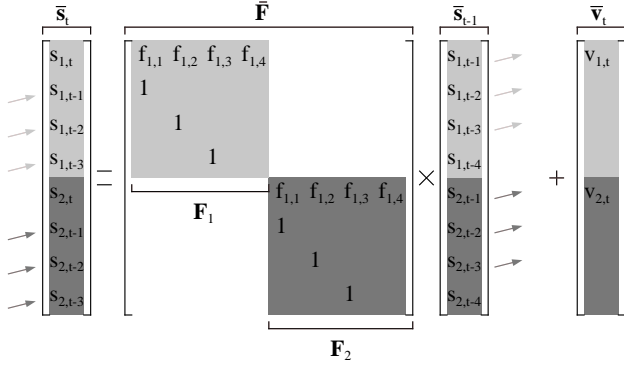 s̄t F̄ s̄t-1 v̄t
s1,t f1,1 f1,2 f1,3 f1,4 s1,t-1 v1,t
s1,t-1 1 s1,t-2
s1,t-2 1 s1,t-3
s1,t-3 = 1 s1,t-4 × +
s2,t F1 f1,1 f1,2 f1,3 f1,4 s2,t-1 v2,t
s2,t-1 1 s2,t-2
s2,t-2 1 s2,t-3
s2,t-3 1 s2,t-4
F2